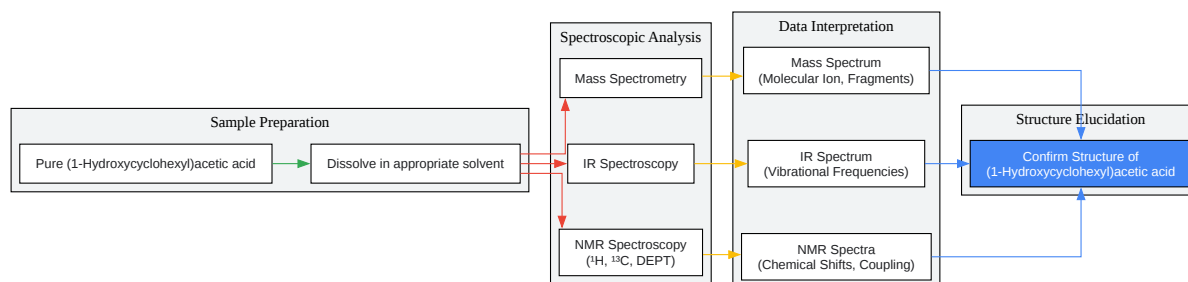 Sample Preparation
Pure (1-Hydroxycyclohexyl)acetic acid
Dissolve in appropriate solvent
Spectroscopic Analysis
Mass Spectrometry
IR Spectroscopy
NMR Spectroscopy
(¹H, ¹³C, DEPT)
Data Interpretation
Mass Spectrum
(Molecular Ion, Fragments)
IR Spectrum
(Vibrational Frequencies)
NMR Spectra
(Chemical Shifts, Coupling)
Structure Elucidation
Confirm Structure of
(1-Hydroxycyclohexyl)acetic acid